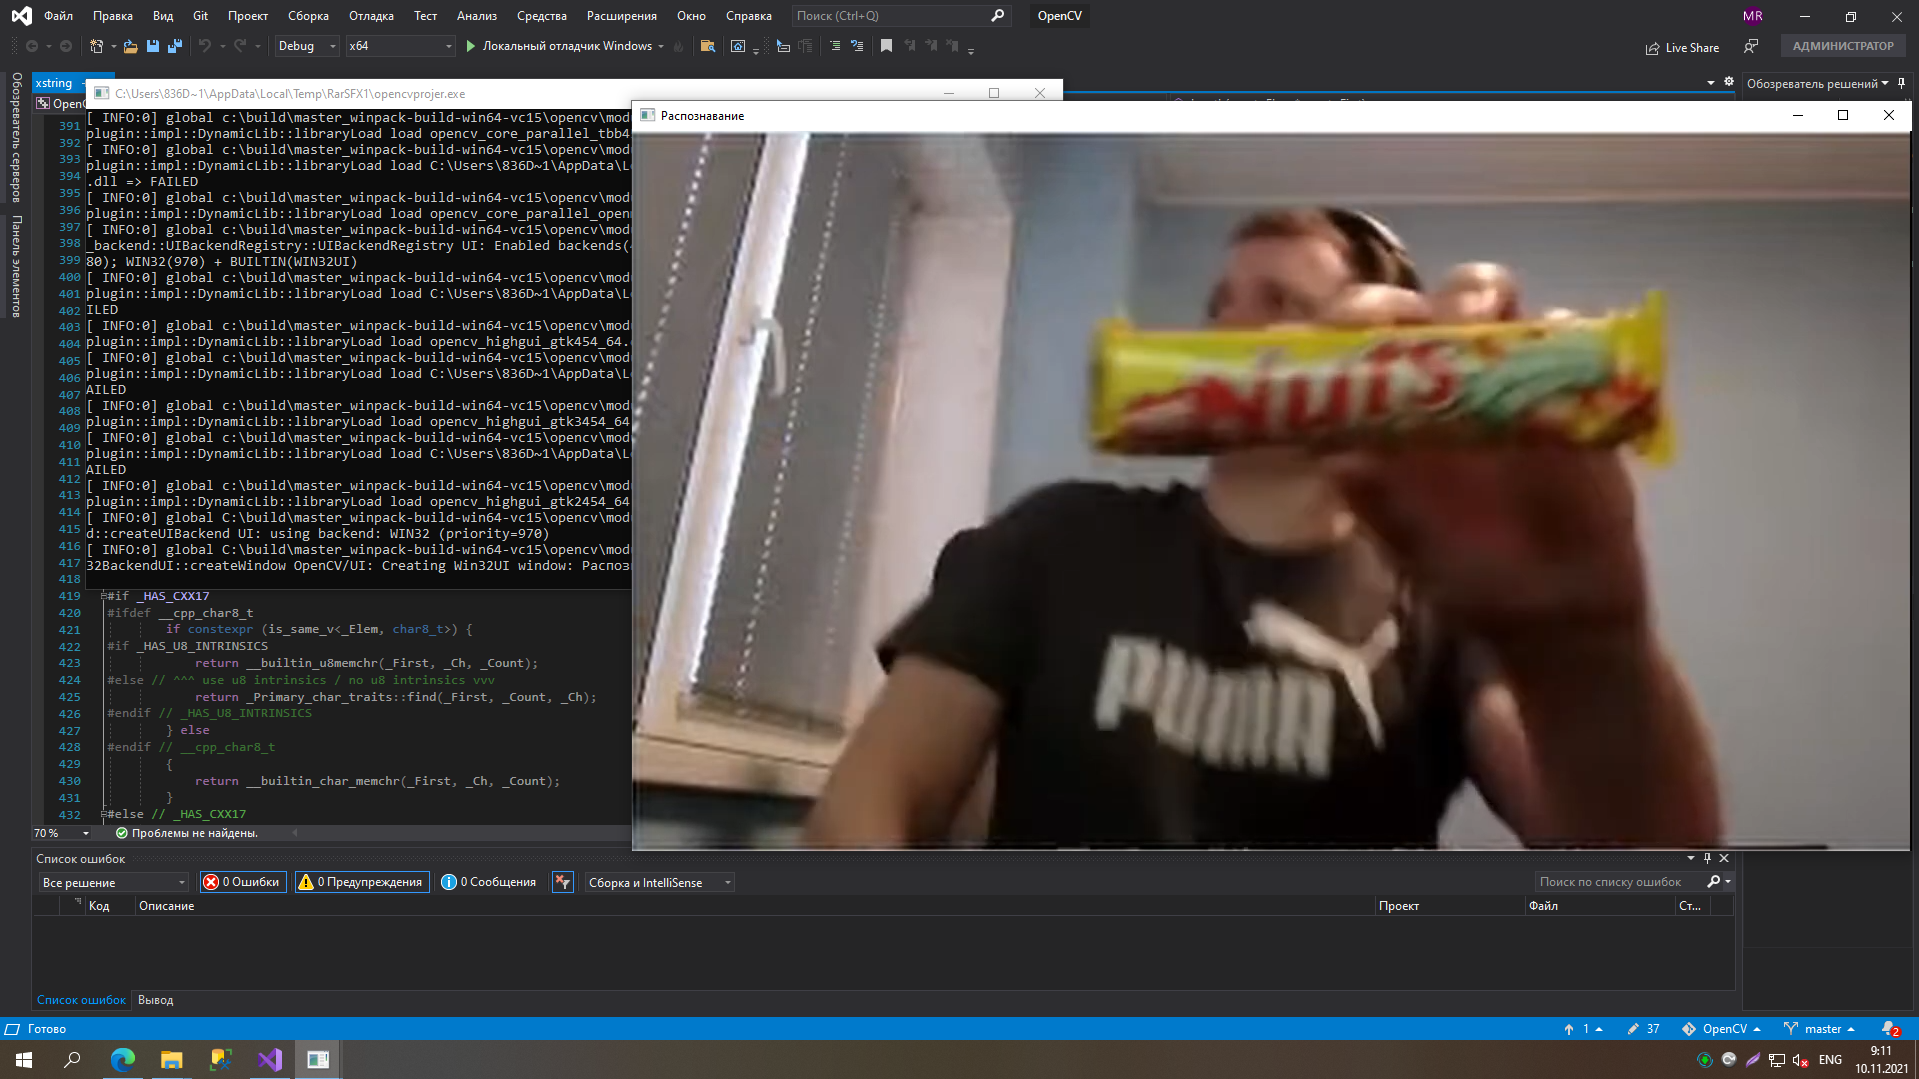 Файл Правка Вид Git Проект Сборка Отладка Тест Анализ Средства Расширения Окно Справка Поиск (Ctrl+Q) OpenCV MR
Debug x64 Локальный отладчик Windows Live Share АДМИНИСТРАТОР
Обозреватель серверов
Панель элементов
xstring
Обозреватель решений
C:\Users\836D~1\AppData\Local\Temp\RarSFX1\opencvprojer.exe
Распознавание
[ INFO:0] global c:\build\master_winpack-build-win64-vc15\opencv\mod
plugin::impl::DynamicLib::libraryLoad load opencv_core_parallel_tbb4
[ INFO:0] global c:\build\master_winpack-build-win64-vc15\opencv\mod
plugin::impl::DynamicLib::libraryLoad load C:\Users\836D~1\AppData\L
.dll => FAILED
[ INFO:0] global c:\build\master_winpack-build-win64-vc15\opencv\mod
plugin::impl::DynamicLib::libraryLoad load opencv_core_parallel_open
[ INFO:0] global c:\build\master_winpack-build-win64-vc15\opencv\mod
_backend::UIBackendRegistry::UIBackendRegistry UI: Enabled backends(
80); WIN32(970) + BUILTIN(WIN32UI)
[ INFO:0] global c:\build\master_winpack-build-win64-vc15\opencv\mod
plugin::impl::DynamicLib::libraryLoad load C:\Users\836D~1\AppData\L
ILED
[ INFO:0] global c:\build\master_winpack-build-win64-vc15\opencv\mod
plugin::impl::DynamicLib::libraryLoad load opencv_highgui_gtk454_64.
[ INFO:0] global c:\build\master_winpack-build-win64-vc15\opencv\mod
plugin::impl::DynamicLib::libraryLoad load C:\Users\836D~1\AppData\L
AILED
[ INFO:0] global c:\build\master_winpack-build-win64-vc15\opencv\mod
plugin::impl::DynamicLib::libraryLoad load opencv_highgui_gtk3454_64
[ INFO:0] global c:\build\master_winpack-build-win64-vc15\opencv\mod
plugin::impl::DynamicLib::libraryLoad load C:\Users\836D~1\AppData\L
AILED
[ INFO:0] global c:\build\master_winpack-build-win64-vc15\opencv\mod
plugin::impl::DynamicLib::libraryLoad load opencv_highgui_gtk2454_64
[ INFO:0] global C:\build\master_winpack-build-win64-vc15\opencv\mod
d::createUIBackend UI: using backend: WIN32 (priority=970)
[ INFO:0] global C:\build\master_winpack-build-win64-vc15\opencv\mod
32BackendUI::createWindow OpenCV/UI: Creating Win32UI window: Распоз
391
392
393
394
395
396
397
398
399
400
401
402
403
404
405
406
407
408
409
410
411
412
413
414
415
416
417
418
419 #if _HAS_CXX17
420 #ifdef __cpp_char8_t
421 if constexpr (is_same_v<_Elem, char8_t>) {
422 #if _HAS_U8_INTRINSICS
423 return __builtin_u8memchr(_First, _Ch, _Count);
424 #else // ^^^ use u8 intrinsics / no u8 intrinsics vvv
425 return _Primary_char_traits::find(_First, _Count, _Ch);
426 #endif // _HAS_U8_INTRINSICS
427 } else
428 #endif // __cpp_char8_t
429 {
430 return __builtin_char_memchr(_First, _Ch, _Count);
431 }
432 #else // _HAS_CXX17
Nuts
PUMA
70 % Проблемы не найдены.
Список ошибок
Все решение 0 Ошибки 0 Предупреждения 0 Сообщения Сборка и IntelliSense Поиск по списку ошибок
Код Описание Проект Файл Ст...
Список ошибок Вывод
Готово 1 37 OpenCV master 2
ENG 9:11
10.11.2021